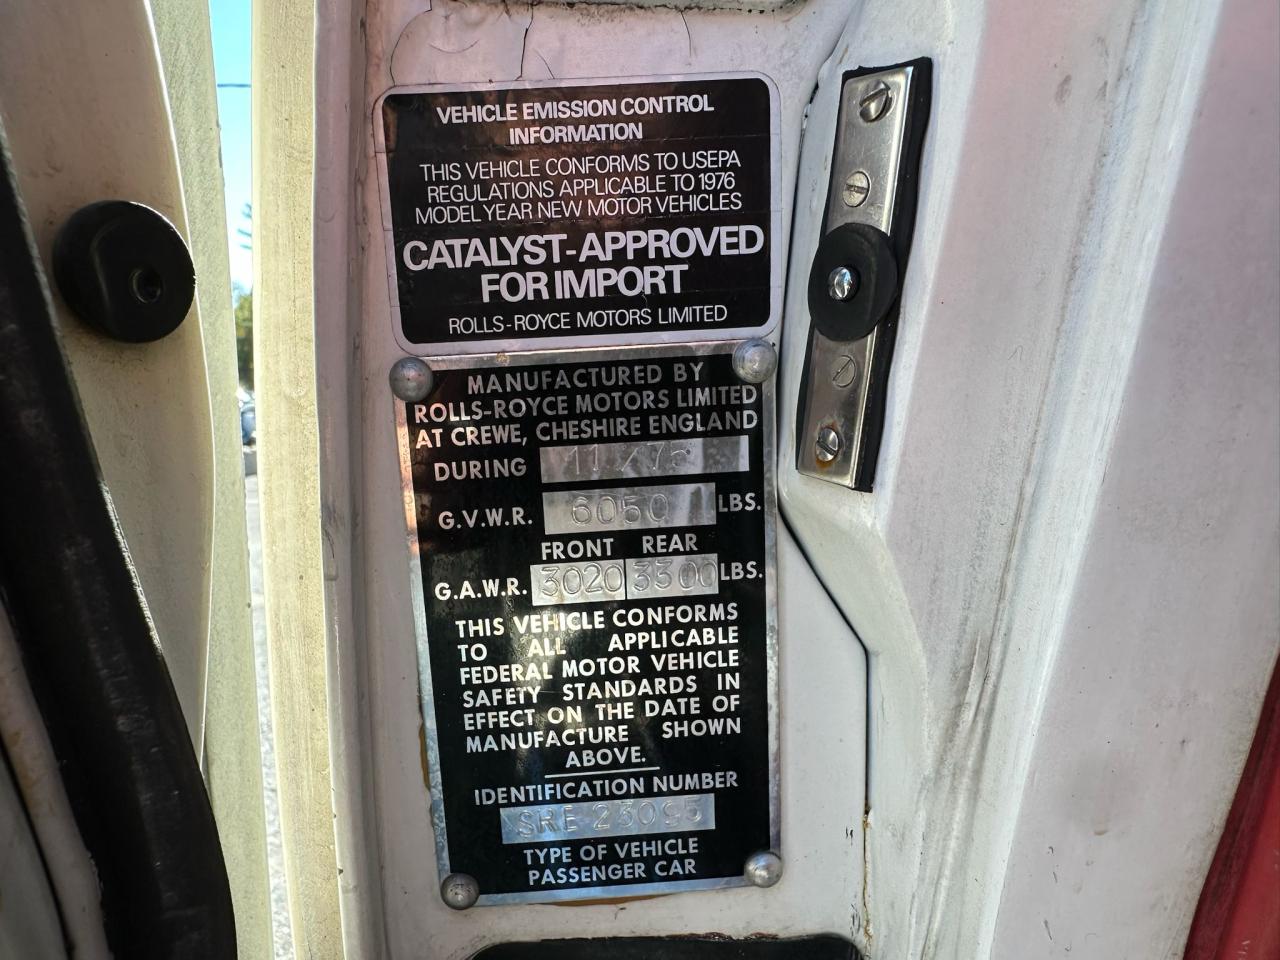 VEHICLE EMISSION CONTROL
INFORMATION
THIS VEHICLE CONFORMS TO USEPA
REGULATIONS APPLICABLE TO 1976
MODEL YEAR NEW MOTOR VEHICLES
CATALYST-APPROVED
FOR IMPORT
ROLLS-ROYCE MOTORS LIMITED
MANUFACTURED BY
ROLLS-ROYCE MOTORS LIMITED
AT CREWE, CHESHIRE ENGLAND
DURING 11/75
G.V.W.R. 6050 LBS.
FRONT REAR
G.A.W.R. 3020 3300 LBS.
THIS VEHICLE CONFORMS
TO ALL APPLICABLE
FEDERAL MOTOR VEHICLE
SAFETY STANDARDS IN
EFFECT ON THE DATE OF
MANUFACTURE SHOWN
ABOVE.
IDENTIFICATION NUMBER
SRE 23095
TYPE OF VEHICLE
PASSENGER CAR